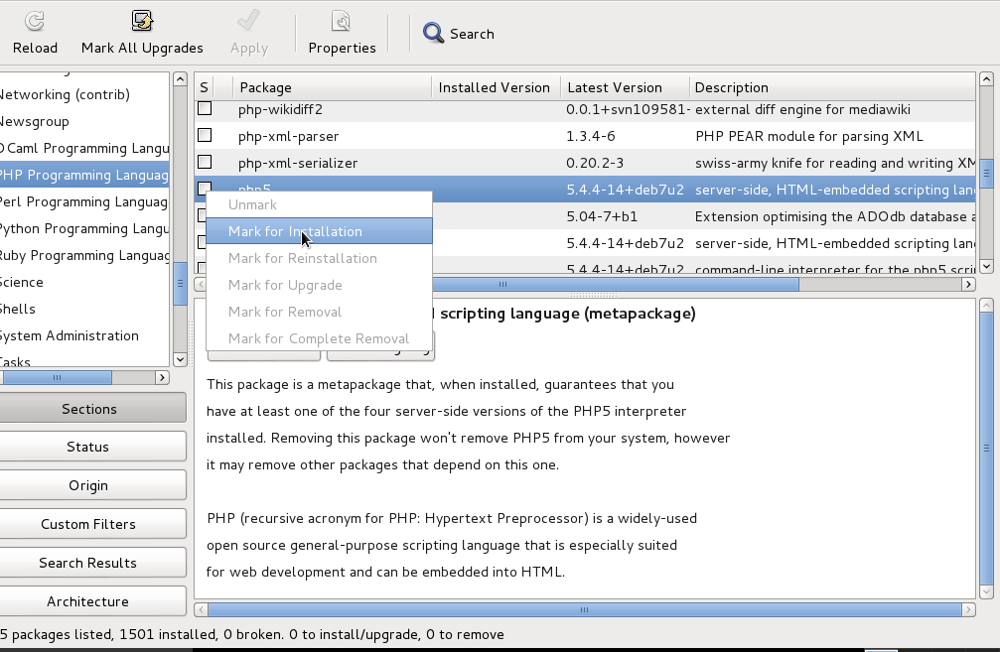 Reload
Mark All Upgrades
Apply
Properties
Search
Networking (contrib)
Newsgroup
OCaml Programming Langu
PHP Programming Languag
Perl Programming Languag
Python Programming Langu
Ruby Programming Languag
Science
Shells
System Administration
Tasks
S Package Installed Version Latest Version Description
php-wikidiff2 0.0.1+svn109581- external diff engine for mediawiki
php-xml-parser 1.3.4-6 PHP PEAR module for parsing XML
php-xml-serializer 0.20.2-3 swiss-army knife for reading and writing XM
php5 5.4.4-14+deb7u2 server-side, HTML-embedded scripting lan
5.04-7+b1 Extension optimising the ADOdb database a
5.4.4-14+deb7u2 server-side, HTML-embedded scripting lan
5.4.4-14+deb7u2 command-line interpreter for the php5 scri
Unmark
Mark for Installation
Mark for Reinstallation
Mark for Upgrade
Mark for Removal
Mark for Complete Removal
scripting language (metapackage)
This package is a metapackage that, when installed, guarantees that you
have at least one of the four server-side versions of the PHP5 interpreter
installed. Removing this package won't remove PHP5 from your system, however
it may remove other packages that depend on this one.
PHP (recursive acronym for PHP: Hypertext Preprocessor) is a widely-used
open source general-purpose scripting language that is especially suited
for web development and can be embedded into HTML.
Sections
Status
Origin
Custom Filters
Search Results
Architecture
5 packages listed, 1501 installed, 0 broken. 0 to install/upgrade, 0 to remove